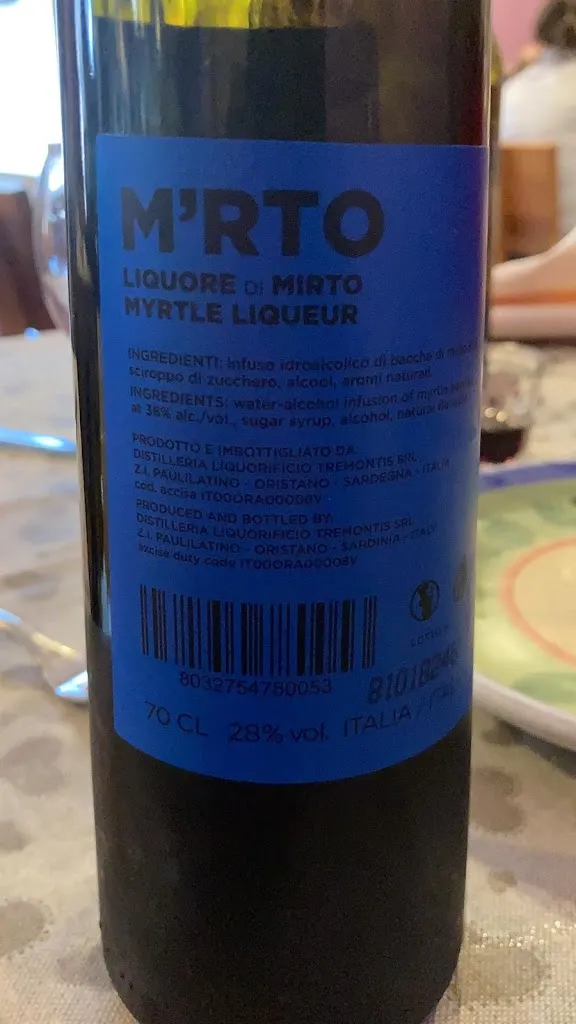 M'RTO
LIQUORE DI MIRTO
MYRTLE LIQUEUR
INGREDIENTI: Infuso idroalcolico di bacche di
sciroppo di zucchero, alcool, aromi naturali.
INGREDIENTS: water-alcohol infusion of myrtle
at 36% alc./vol., sugar syrup, alcohol, natural
PRODOTTO E IMBOTTIGLIATO DA:
DISTILLERIA LIQUORIFICIO TREMONTIS SRL
Z.I. PAULILATINO - ORISTANO - SARDEGNA - ITALIA
cod. accisa IT00ORA00008V
PRODUCED AND BOTTLED BY:
DISTILLERIA LIQUORIFICIO TREMONTIS SRL
Z.I. PAULILATINO - ORISTANO - SARDINIA - ITALY
excise duty code IT00ORA00008V
8032754780053
70 CL 28% vol. ITALIA /